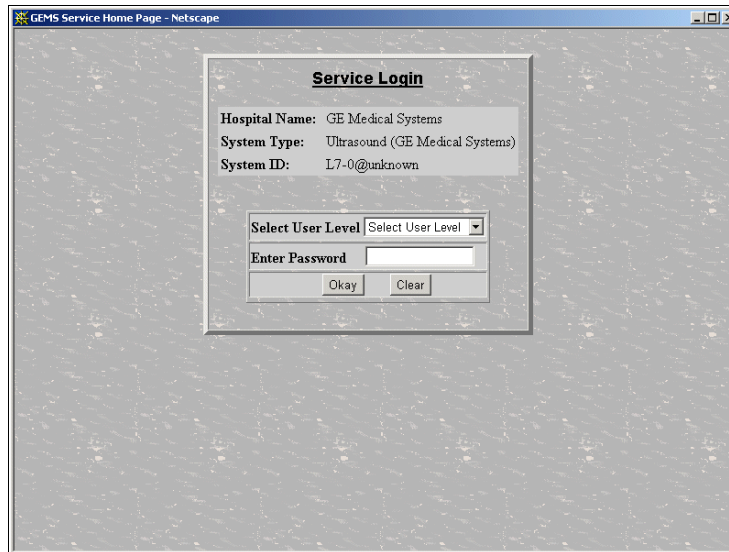 GEMS Service Home Page - Netscape
Service Login
Hospital Name: GE Medical Systems
System Type: Ultrasound (GE Medical Systems)
System ID: L7-0@unknown
Select User Level Select User Level
Enter Password
Okay Clear